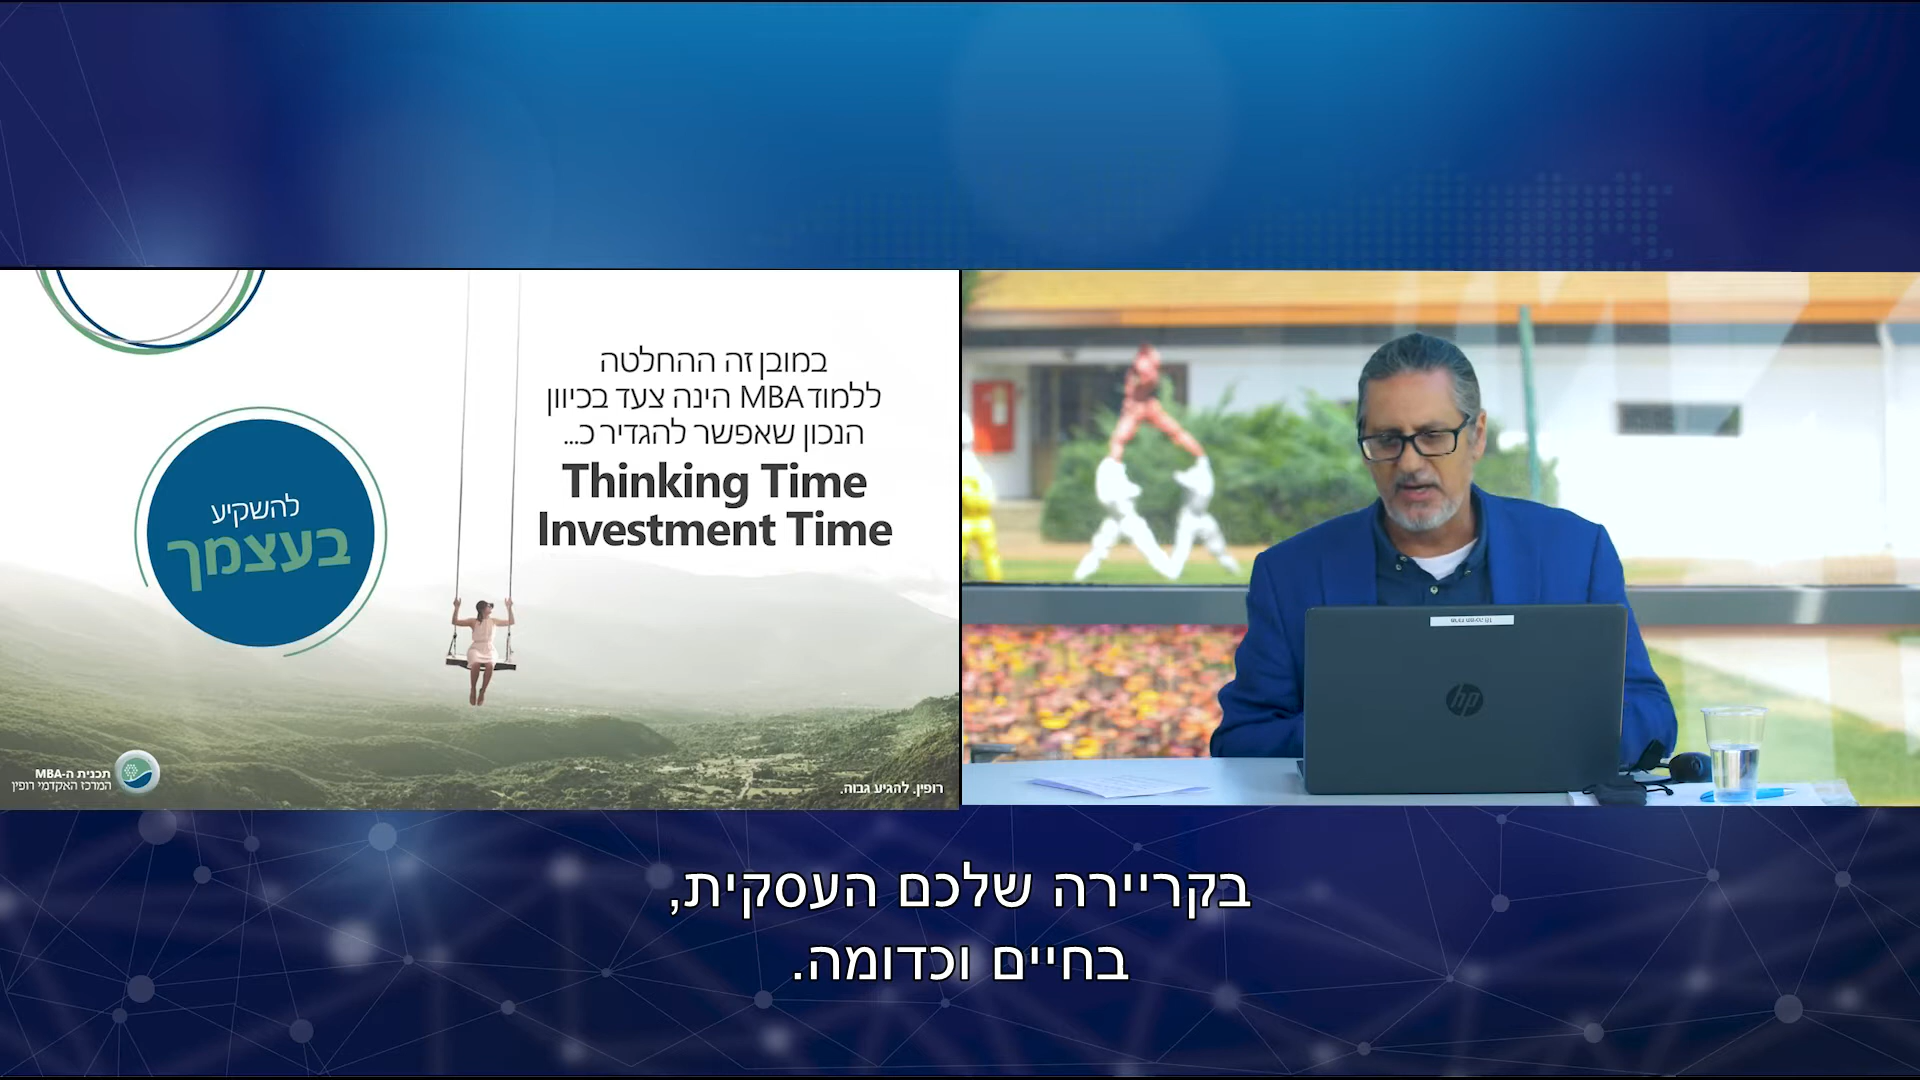 במובן זה ההחלטה
ללמוד MBA הינה צעד בכיוון
הנכון שאפשר להגדיר כ...
Thinking Time
Investment Time
להשקיע
בעצמך
תכנית ה-MBA
המרכז האקדמי רופין
רופין. להגיע גבוה.
hp
בקריירה שלכם העסקית,
בחיים וכדומה.